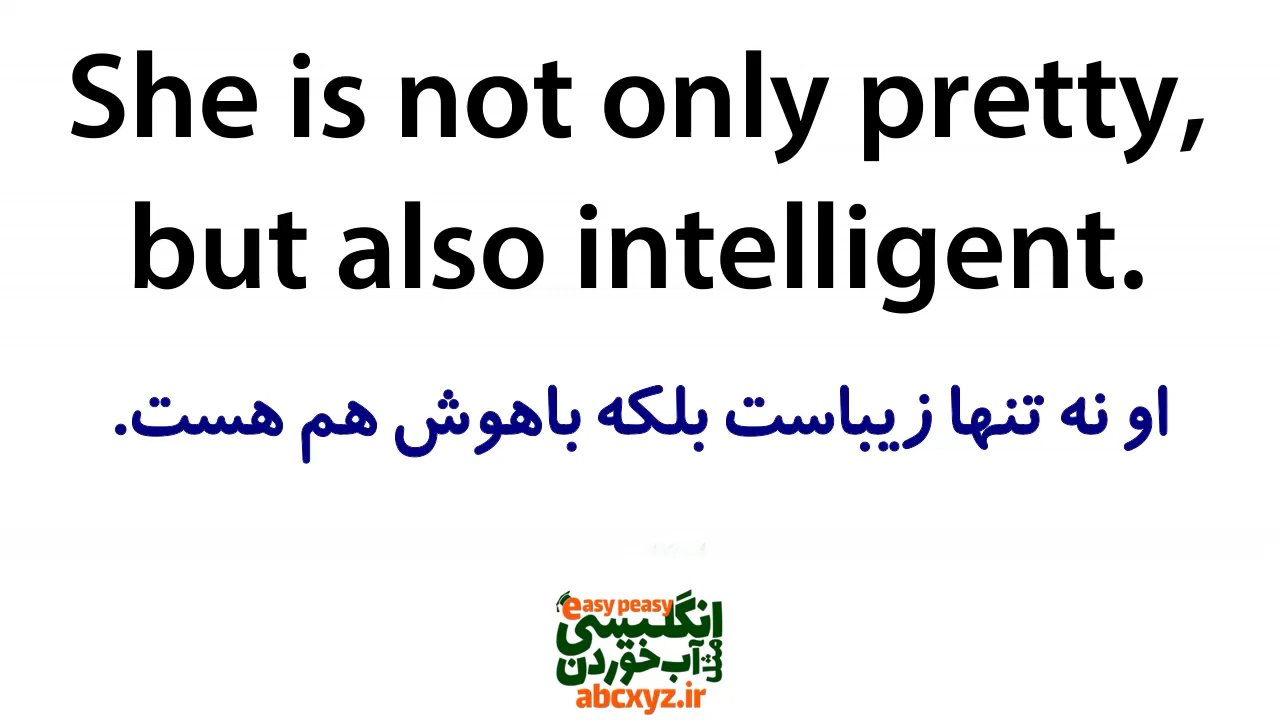 She is not only pretty,
but also intelligent.
او نه تنها زیباست بلکه باهوش هم هست.
easy peasy
انگلیسی
مثل آب خوردن
abcxyz.ir